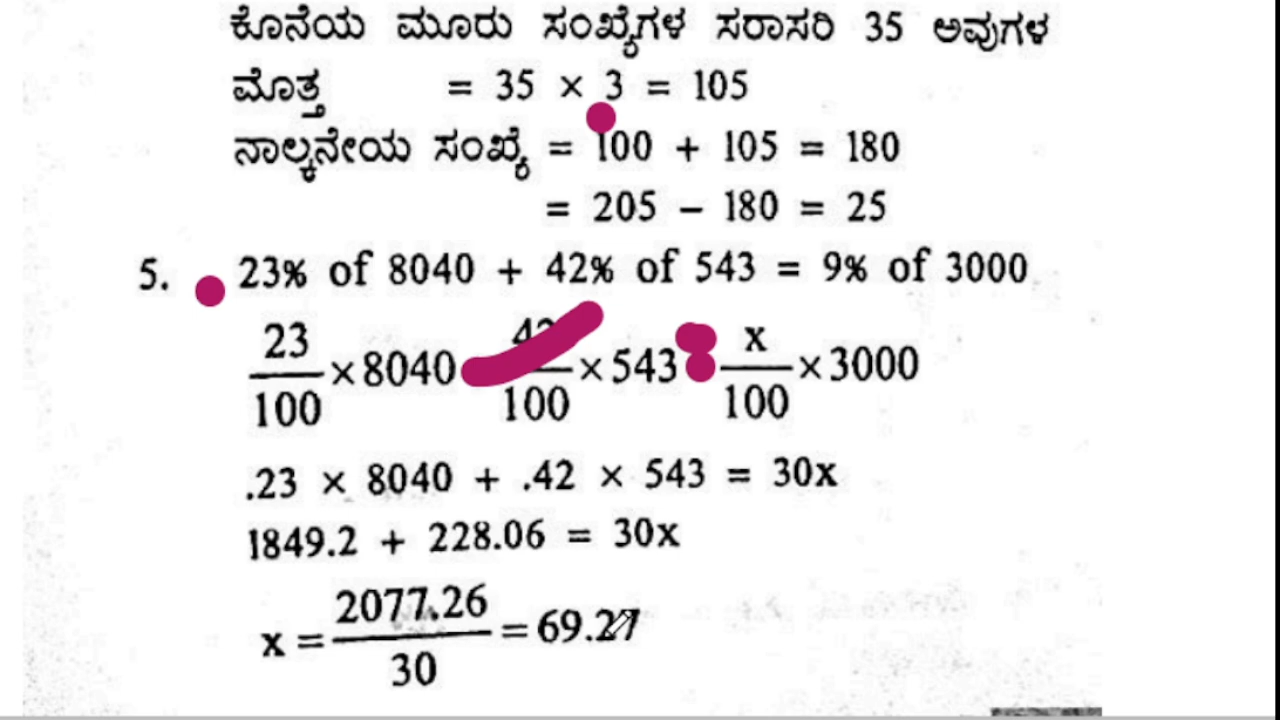 ಕೊನೆಯ ಮೂರು ಸಂಖ್ಯೆಗಳ ಸರಾಸರಿ 35 ಅವುಗಳ
ಮೊತ್ತ = 35 × 3 = 105
ನಾಲ್ಕನೇಯ ಸಂಖ್ಯೆ = 100 + 105 = 180
= 205 – 180 = 25
5. 23% of 8040 + 42% of 543 = 9% of 3000
23/100 × 8040 42/100 × 543 x/100 × 3000
.23 × 8040 + .42 × 543 = 30x
1849.2 + 228.06 = 30x
x = 2077.26/30 = 69.27